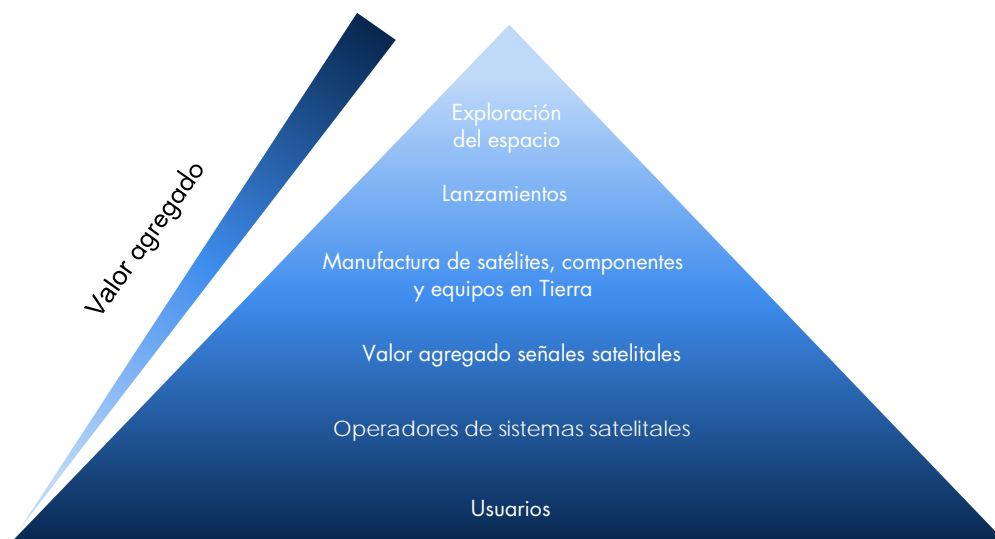 Exploración
del espacio
Lanzamientos
Valor agregado
Manufactura de satélites, componentes
y equipos en Tierra
Valor agregado señales satelitales
Operadores de sistemas satelitales
Usuarios